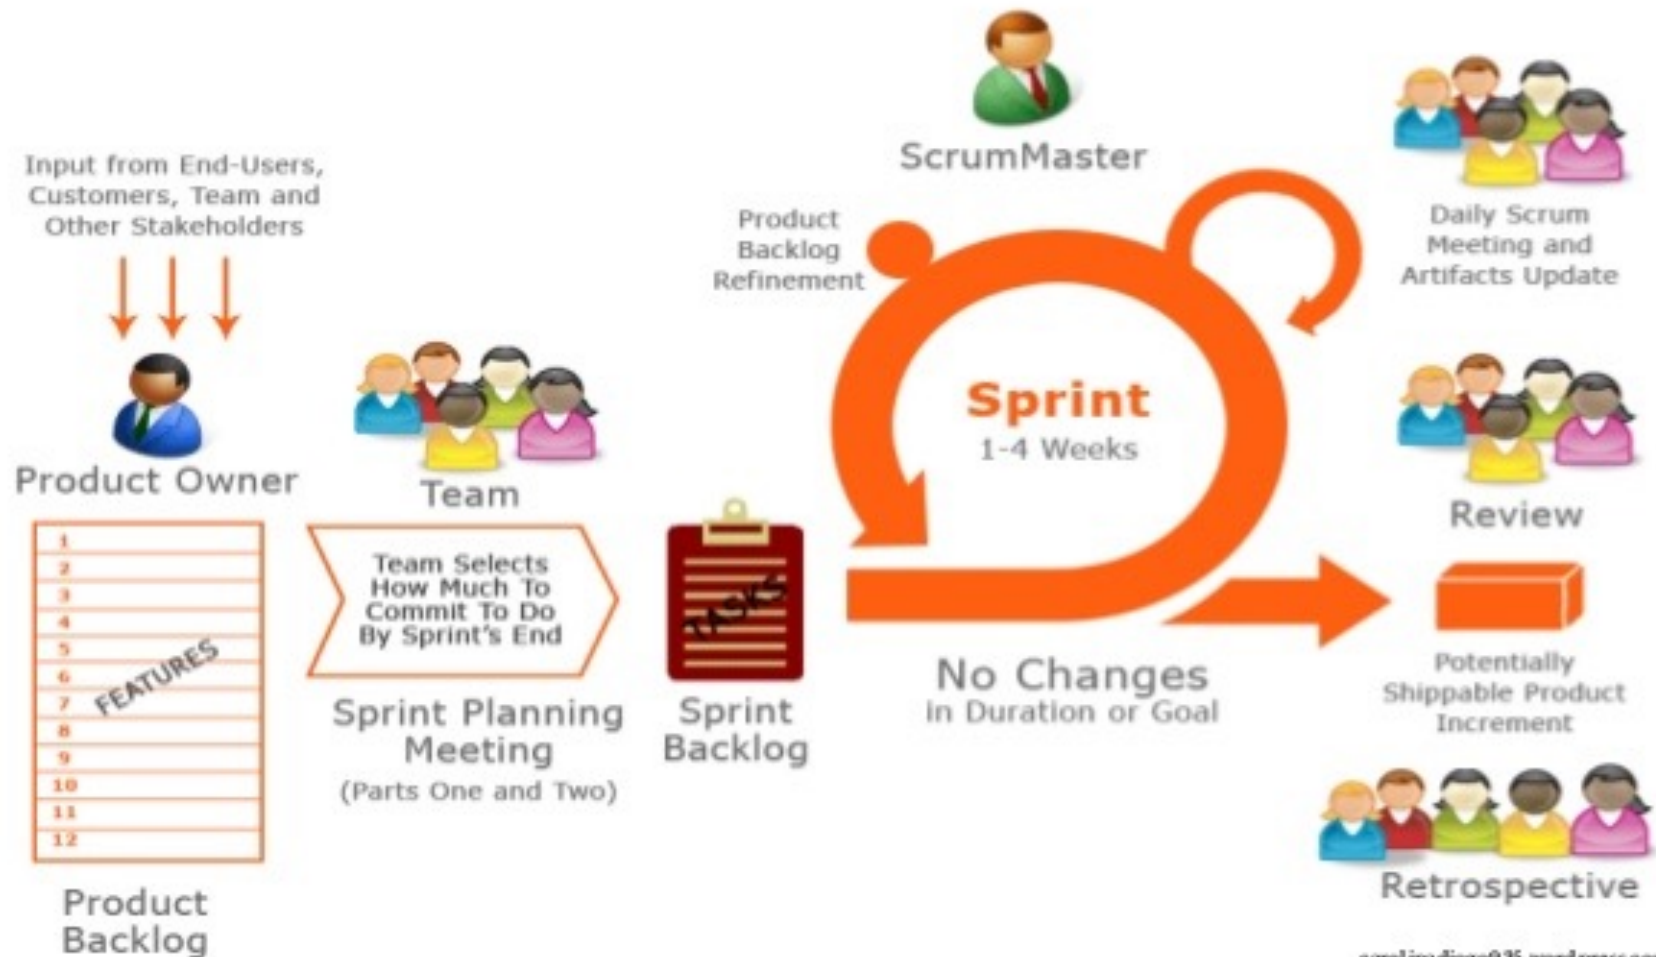 Input from End-Users,
Customers, Team and
Other Stakeholders
Product Owner
1
2
3
4
5
6
7
8
9
10
11
12
FEATURES
Product
Backlog
Team
Team Selects
How Much To
Commit To Do
By Sprint's End
Sprint Planning
Meeting
(Parts One and Two)
TASKS
Sprint
Backlog
ScrumMaster
Product
Backlog
Refinement
Sprint
1-4 Weeks
No Changes
in Duration or Goal
Daily Scrum
Meeting and
Artifacts Update
Review
Potentially
Shippable Product
Increment
Retrospective